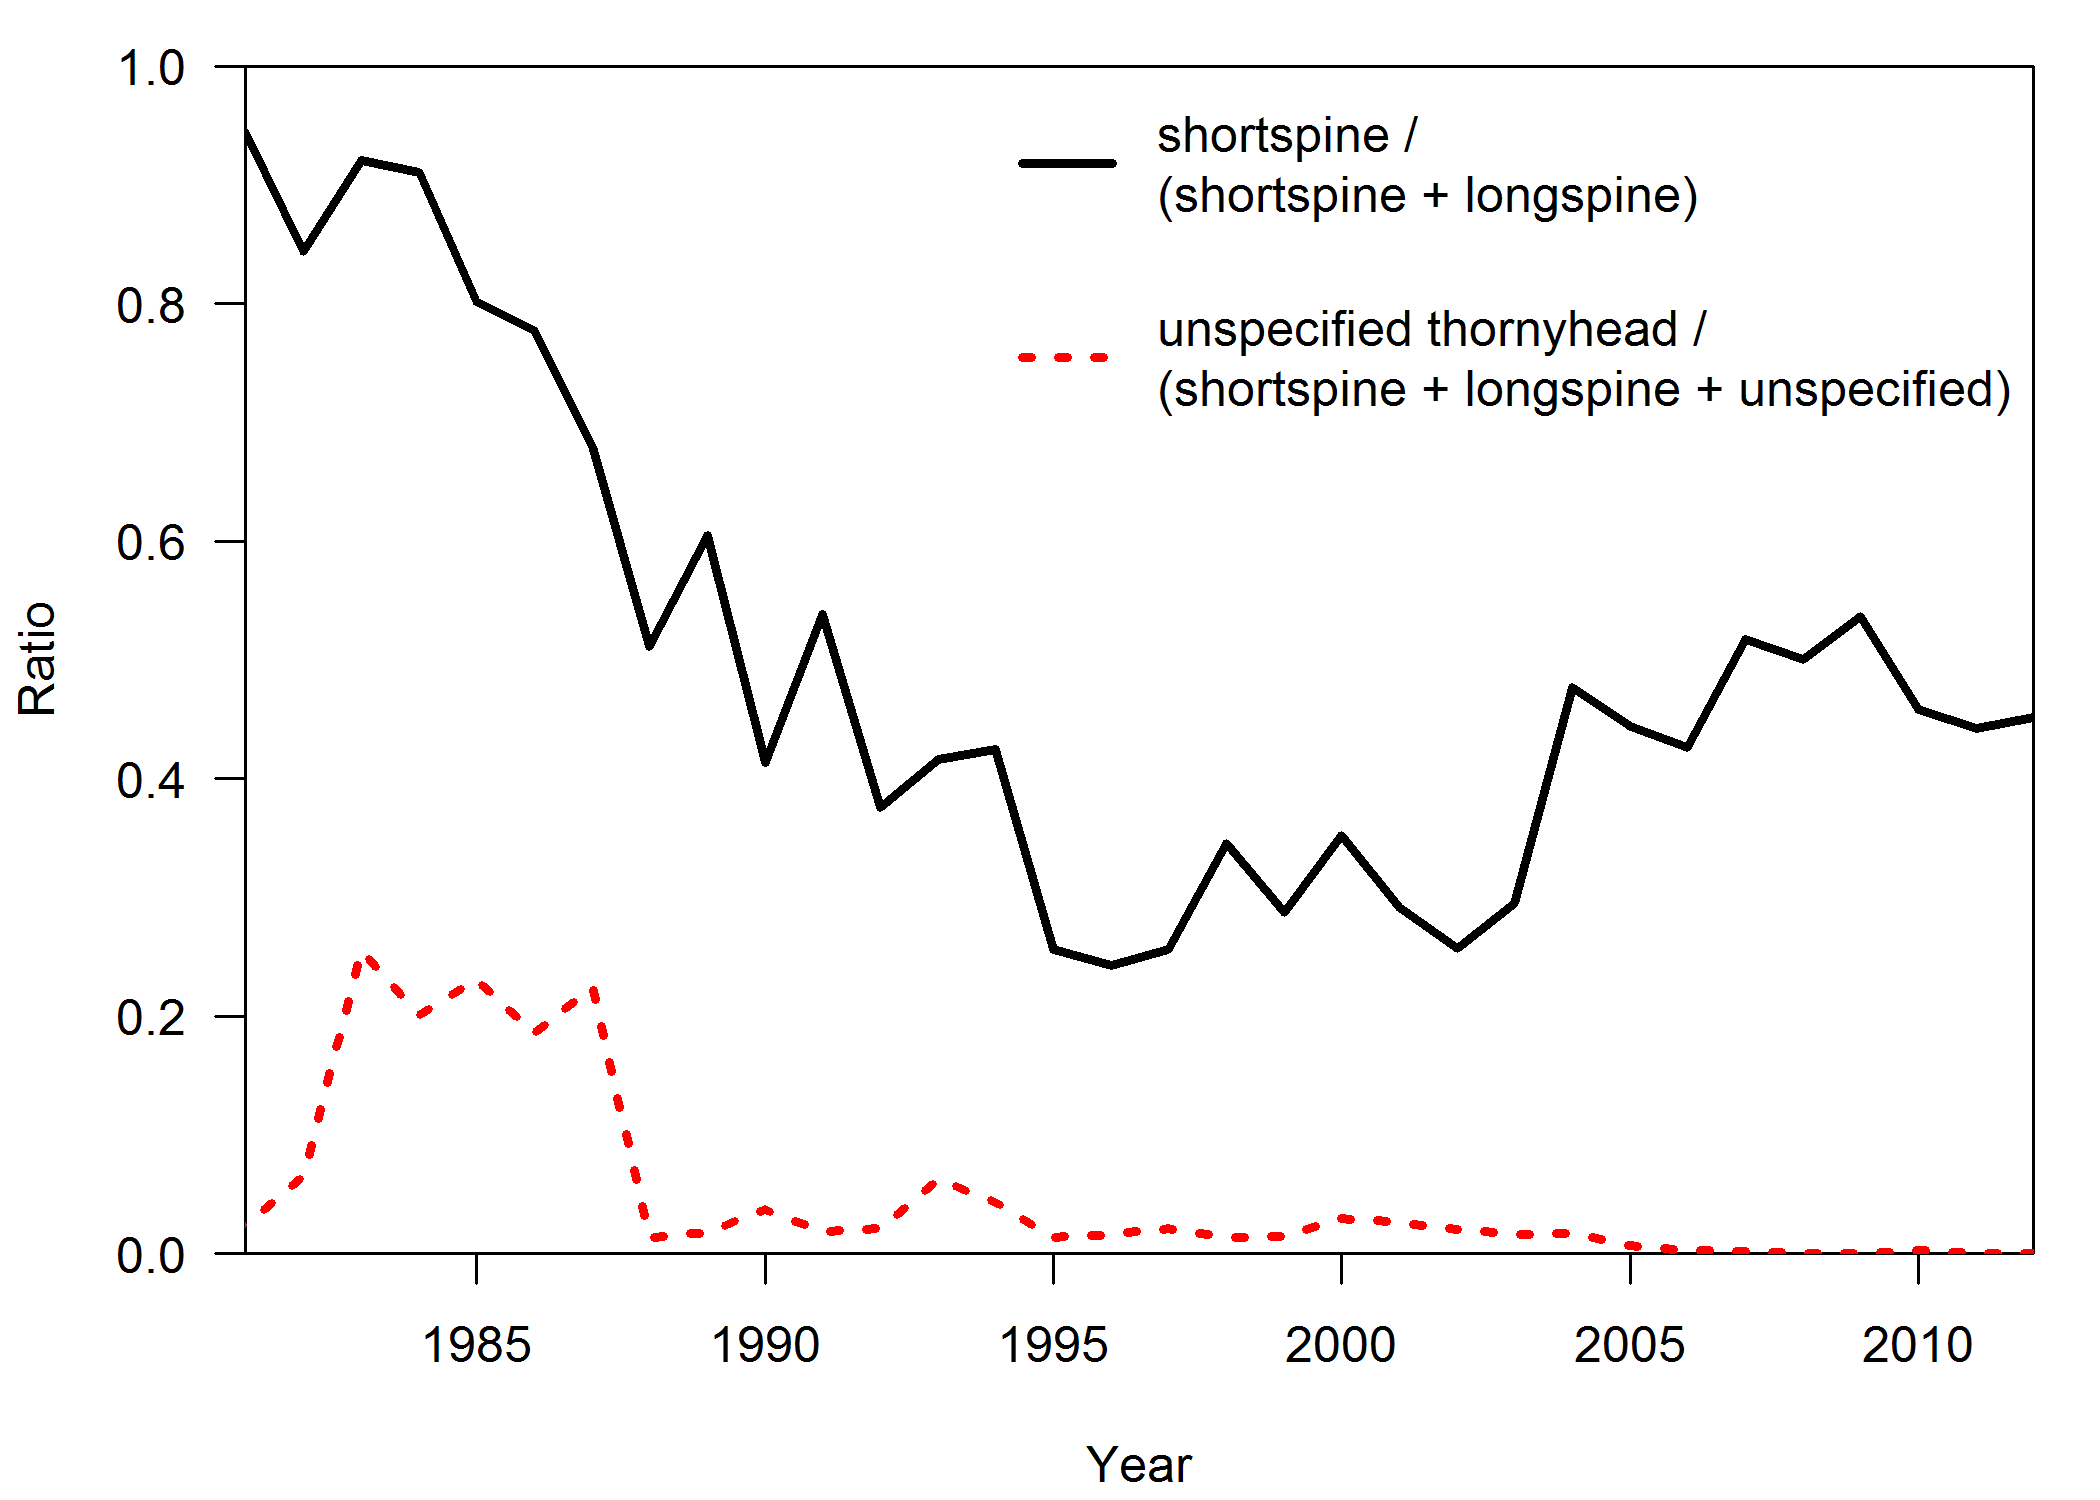 1.0
0.8
0.6
0.4
0.2
0.0
Ratio
shortspine /
(shortspine + longspine)
unspecified thornyhead /
(shortspine + longspine + unspecified)
1985
1990
1995
2000
2005
2010
Year